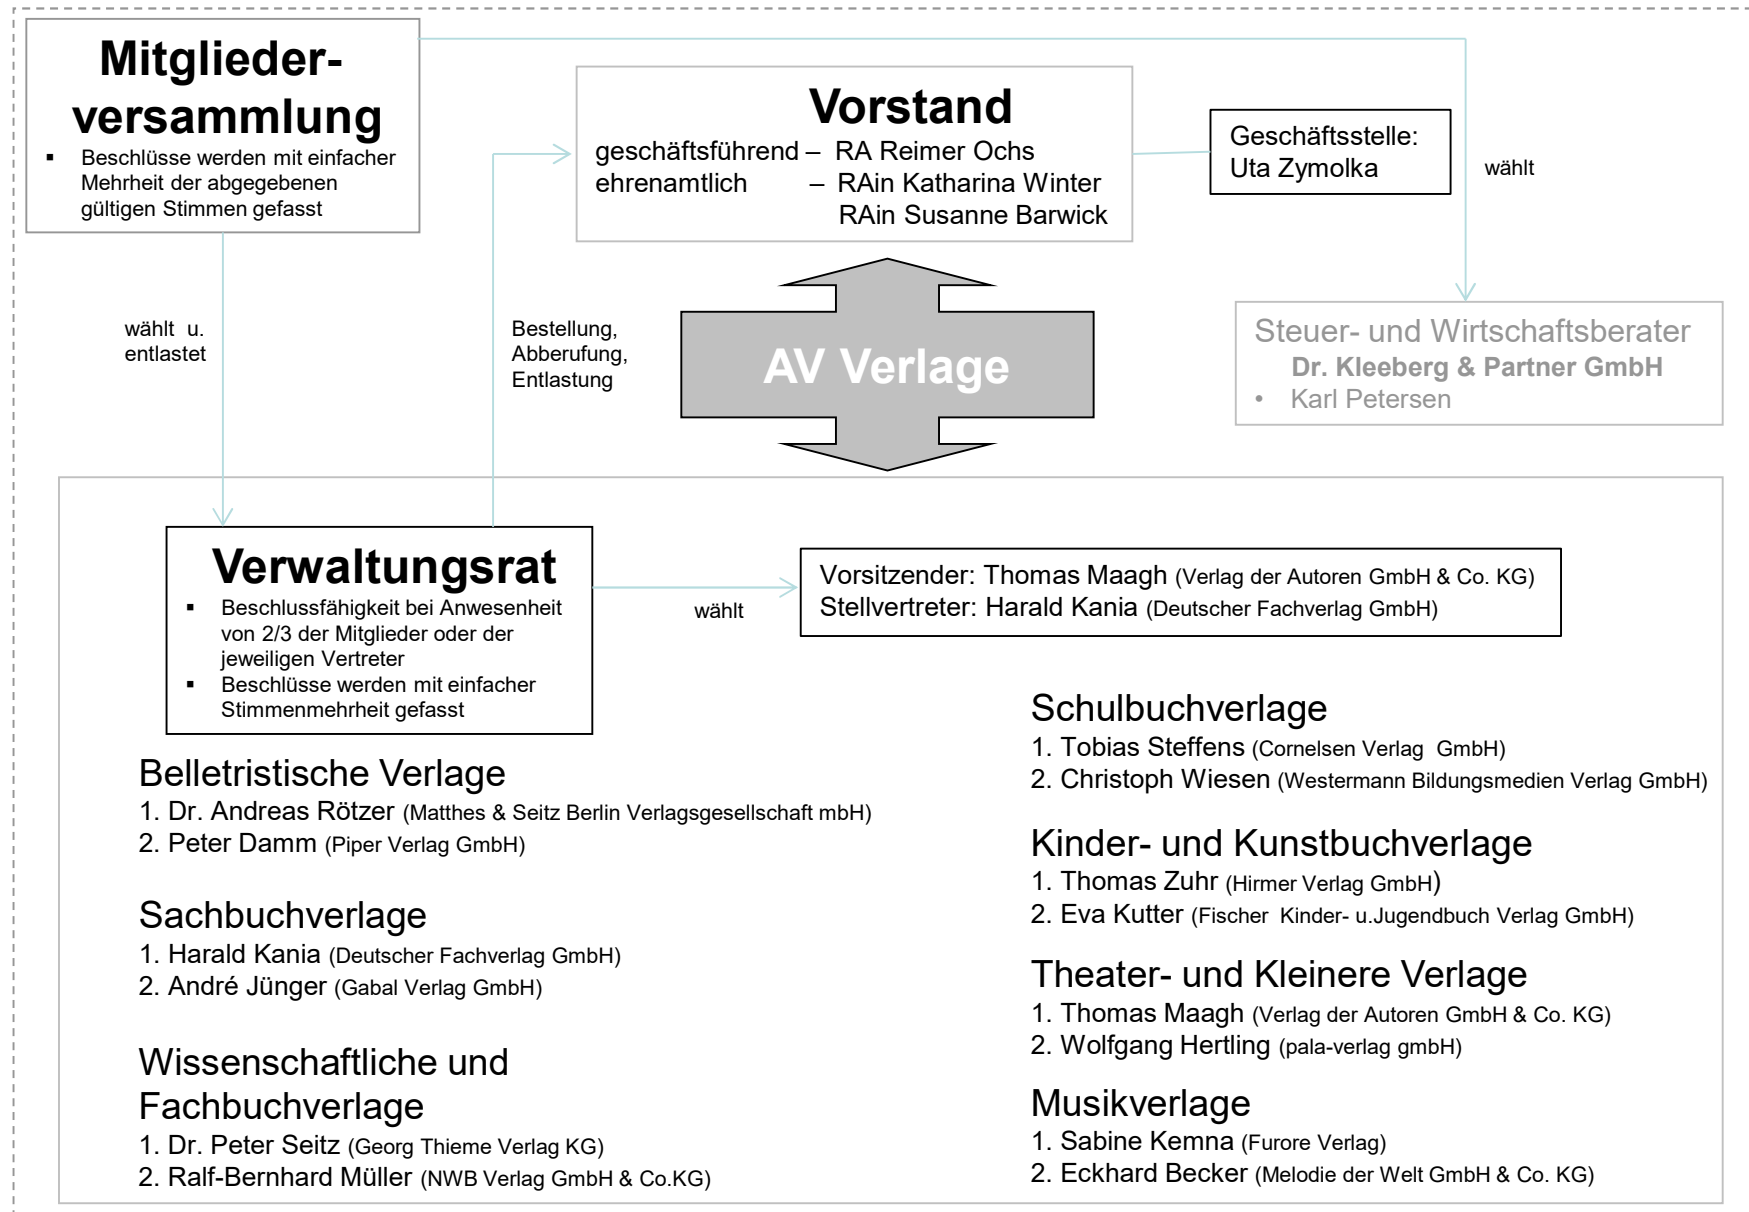 Mitglieder-
versammlung
▪ Beschlüsse werden mit einfacher
Mehrheit der abgegebenen
gültigen Stimmen gefasst
Vorstand
geschäftsführend – RA Reimer Ochs
ehrenamtlich – RAin Katharina Winter
RAin Susanne Barwick
Geschäftsstelle:
Uta Zymolka
wählt
wählt u.
entlastet
Bestellung,
Abberufung,
Entlastung
AV Verlage
Steuer- und Wirtschaftsberater
Dr. Kleeberg & Partner GmbH
• Karl Petersen
Verwaltungsrat
▪ Beschlussfähigkeit bei Anwesenheit
von 2/3 der Mitglieder oder der
jeweiligen Vertreter
▪ Beschlüsse werden mit einfacher
Stimmenmehrheit gefasst
wählt
Vorsitzender: Thomas Maagh (Verlag der Autoren GmbH & Co. KG)
Stellvertreter: Harald Kania (Deutscher Fachverlag GmbH)
Belletristische Verlage
1. Dr. Andreas Rötzer (Matthes & Seitz Berlin Verlagsgesellschaft mbH)
2. Peter Damm (Piper Verlag GmbH)
Sachbuchverlage
1. Harald Kania (Deutscher Fachverlag GmbH)
2. André Jünger (Gabal Verlag GmbH)
Wissenschaftliche und
Fachbuchverlage
1. Dr. Peter Seitz (Georg Thieme Verlag KG)
2. Ralf-Bernhard Müller (NWB Verlag GmbH & Co.KG)
Schulbuchverlage
1. Tobias Steffens (Cornelsen Verlag GmbH)
2. Christoph Wiesen (Westermann Bildungsmedien Verlag GmbH)
Kinder- und Kunstbuchverlage
1. Thomas Zuhr (Hirmer Verlag GmbH)
2. Eva Kutter (Fischer Kinder- u.Jugendbuch Verlag GmbH)
Theater- und Kleinere Verlage
1. Thomas Maagh (Verlag der Autoren GmbH & Co. KG)
2. Wolfgang Hertling (pala-verlag gmbH)
Musikverlage
1. Sabine Kemna (Furore Verlag)
2. Eckhard Becker (Melodie der Welt GmbH & Co. KG)